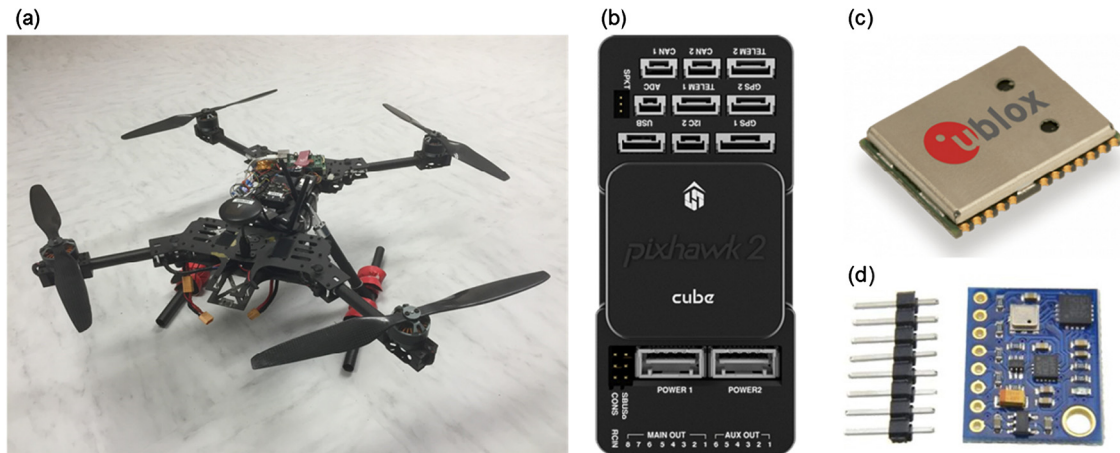 (a)
(b)
(c)
(d)
CAN 1
CAN 2
TELEM 2
SPKT
ADC
TELEM 1
GPS 2
USB
I2C 2
GPS 1
pixhawk 2
cube
POWER 1
POWER2
CONS
SBUSo
RCIN
MAIN OUT
AUX OUT
8 7 6 5 4 3 2 1
6 5 4 3 2 1
ublox